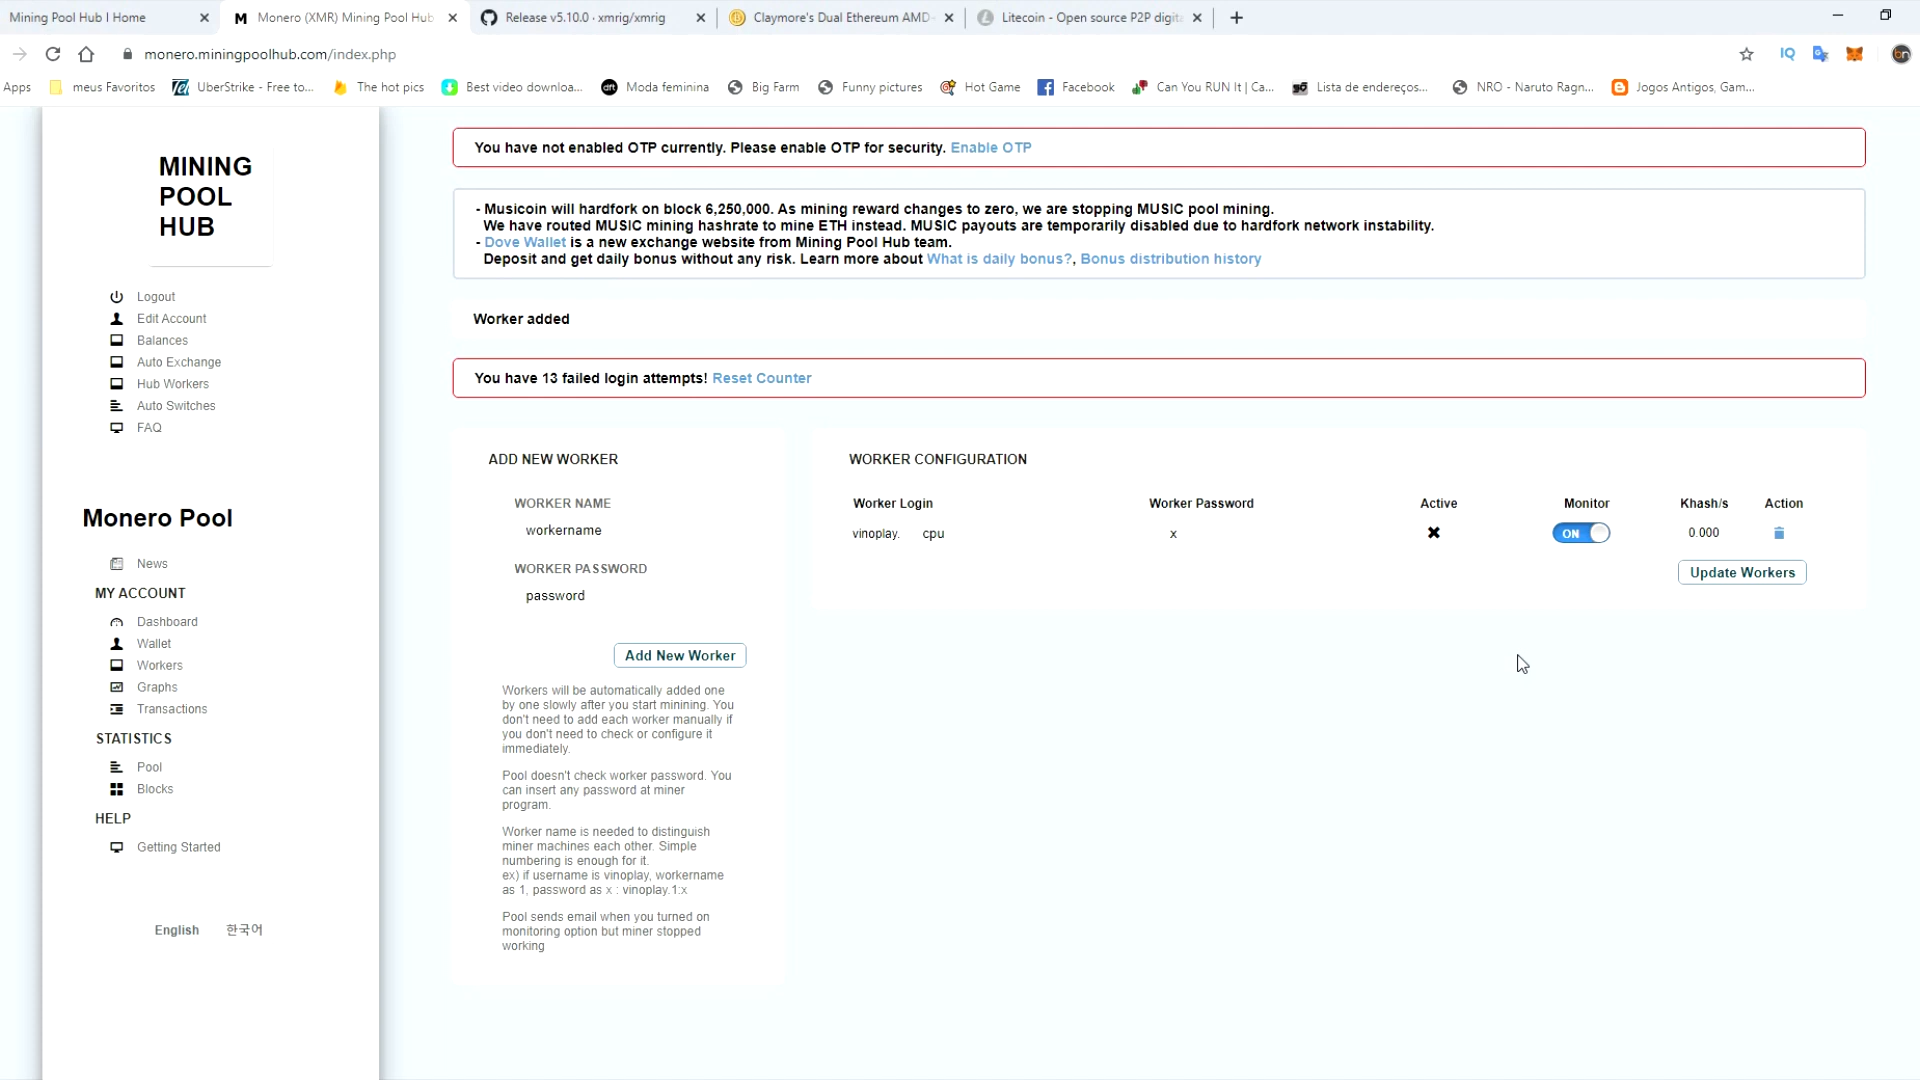 Mining Pool Hub I Home
Monero (XMR) Mining Pool Hub
Release v5.10.0 · xmrig/xmrig
Claymore's Dual Ethereum AMD
Litecoin - Open source P2P digit
monero.miningpoolhub.com/index.php
IQ
Apps
meus Favoritos
UberStrike - Free to...
The hot pics
Best video downloa...
Moda feminina
Big Farm
Funny pictures
Hot Game
Facebook
Can You RUN It | Ca...
Lista de endereços...
NRO - Naruto Ragn...
Jogos Antigos, Gam...
MINING
POOL
HUB
Logout
Edit Account
Balances
Auto Exchange
Hub Workers
Auto Switches
FAQ
Monero Pool
News
MY ACCOUNT
Dashboard
Wallet
Workers
Graphs
Transactions
STATISTICS
Pool
Blocks
HELP
Getting Started
English 한국어
You have not enabled OTP currently. Please enable OTP for security. Enable OTP
- Musicoin will hardfork on block 6,250,000. As mining reward changes to zero, we are stopping MUSIC pool mining.
We have routed MUSIC mining hashrate to mine ETH instead. MUSIC payouts are temporarily disabled due to hardfork network instability.
- Dove Wallet is a new exchange website from Mining Pool Hub team.
Deposit and get daily bonus without any risk. Learn more about What is daily bonus?, Bonus distribution history
Worker added
You have 13 failed login attempts! Reset Counter
ADD NEW WORKER
WORKER NAME
workername
WORKER PASSWORD
password
Add New Worker
Workers will be automatically added one
by one slowly after you start minining. You
don't need to add each worker manually if
you don't need to check or configure it
immediately.
Pool doesn't check worker password. You
can insert any password at miner
program.
Worker name is needed to distinguish
miner machines each other. Simple
numbering is enough for it.
ex) if username is vinoplay, workername
as 1, password as x : vinoplay.1:x
Pool sends email when you turned on
monitoring option but miner stopped
working
WORKER CONFIGURATION
Worker Login Worker Password Active Monitor Khash/s Action
vinoplay. cpu x ON 0.000
Update Workers